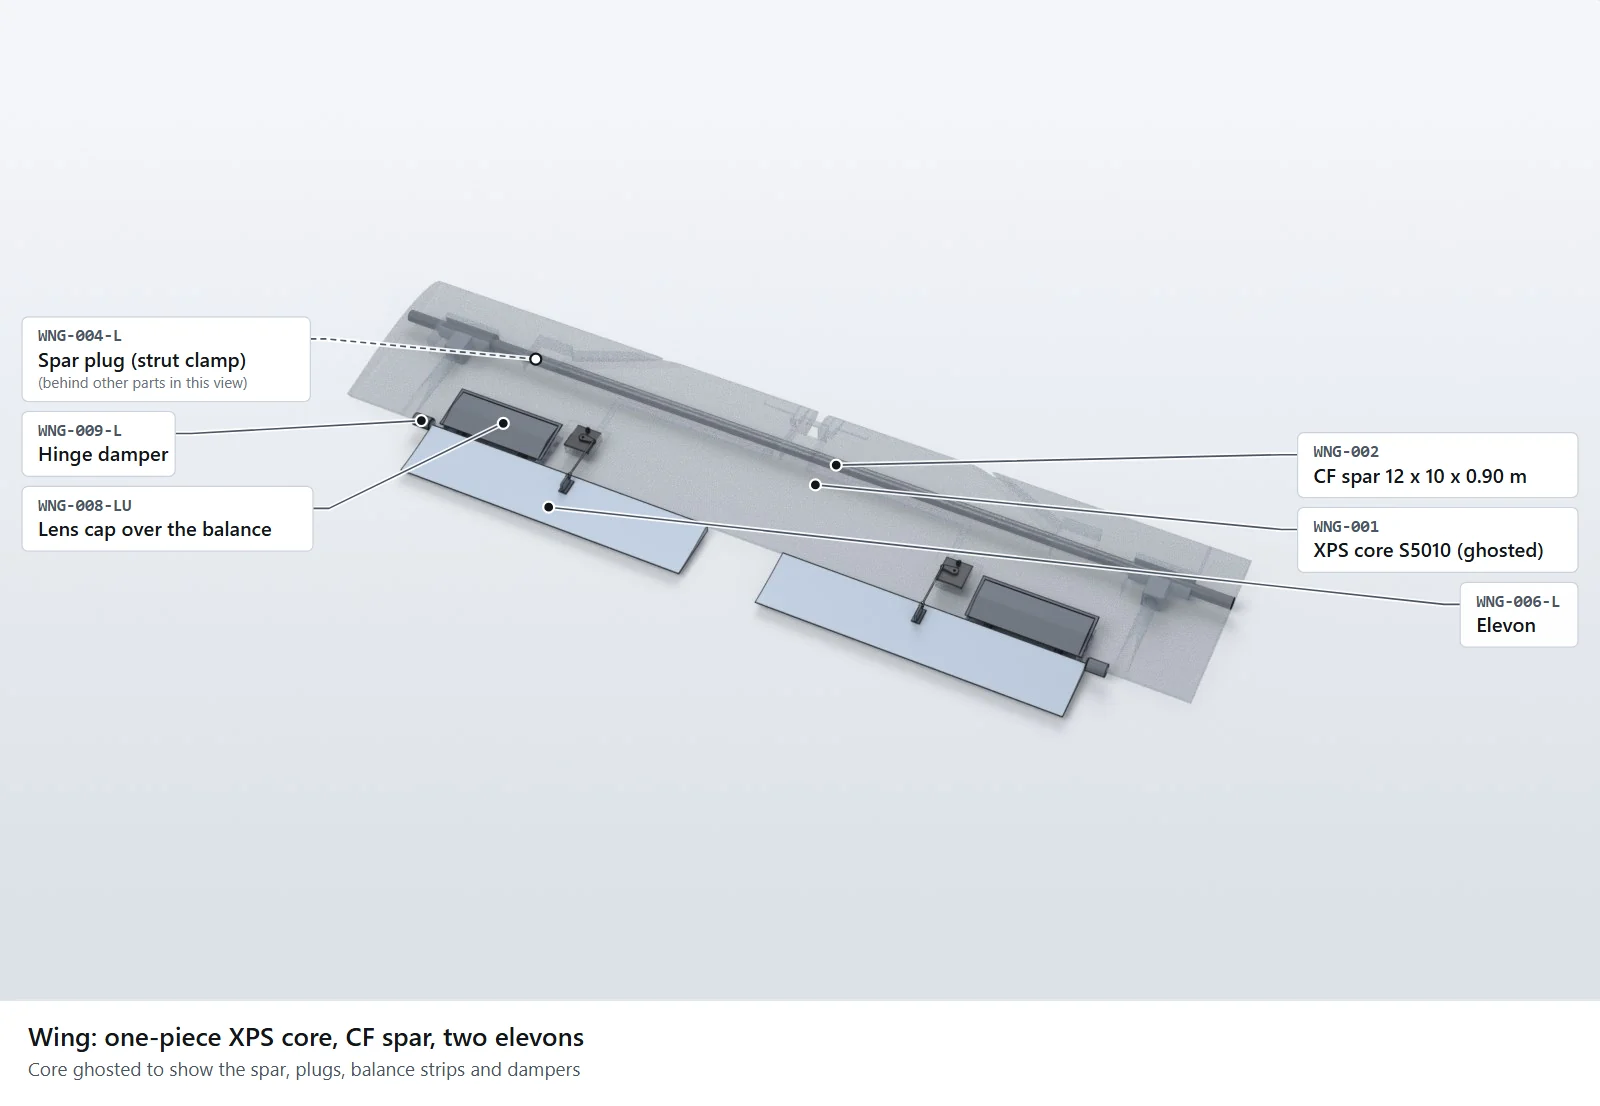 WNG-004-L
Spar plug (strut clamp)
(behind other parts in this view)
WNG-009-L
Hinge damper
WNG-008-LU
Lens cap over the balance
WNG-002
CF spar 12 x 10 x 0.90 m
WNG-001
XPS core S5010 (ghosted)
WNG-006-L
Elevon
Wing: one-piece XPS core, CF spar, two elevons
Core ghosted to show the spar, plugs, balance strips and dampers